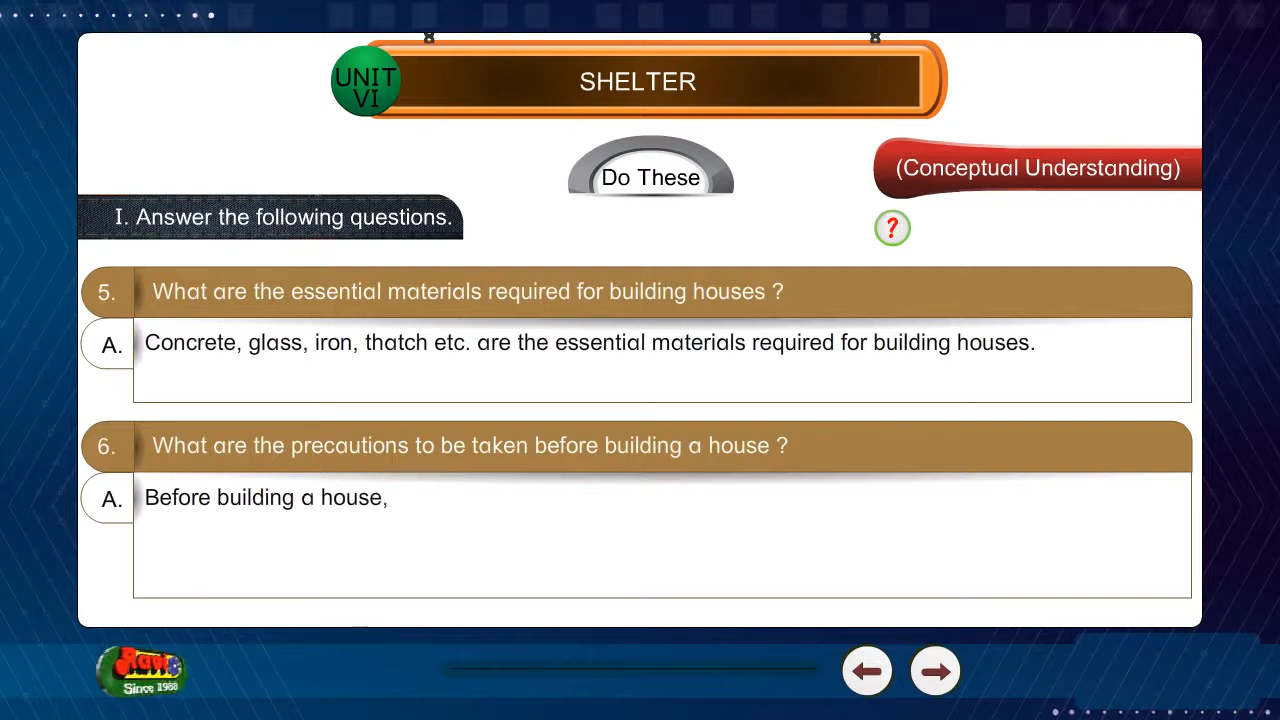 UNIT
VI
SHELTER
Do These
(Conceptual Understanding)
I. Answer the following questions.
?
5. What are the essential materials required for building houses ?
A. Concrete, glass, iron, thatch etc. are the essential materials required for building houses.
6. What are the precautions to be taken before building a house ?
A. Before building a house,
Ravi's
Since 1988